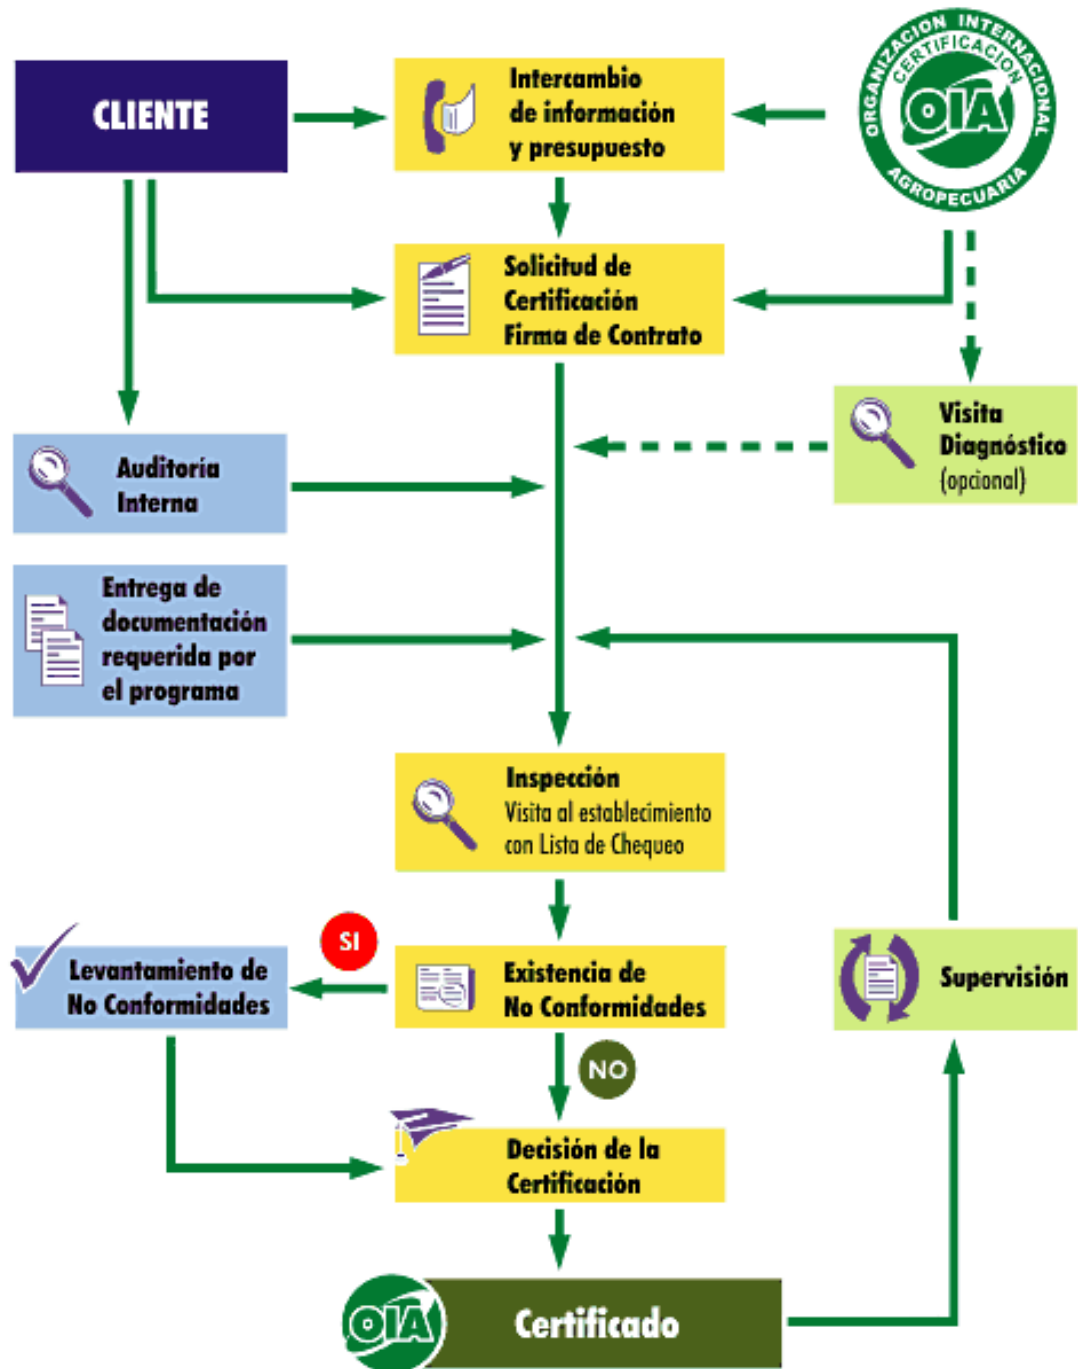 CLIENTE
Intercambio
de información
y presupuesto
ORGANIZACION INTERNACIONAL
AGROPECUARIA
CERTIFICACION
OIA
Solicitud de
Certificación
Firma de Contrato
Visita
Diagnóstico
(opcional)
Auditoría
Interna
Entrega de
documentación
requerida por
el programa
Inspección
Visita al establecimiento
con Lista de Chequeo
SI
Levantamiento de
No Conformidades
Existencia de
No Conformidades
Supervisión
NO
Decisión de la
Certificación
OIA
Certificado